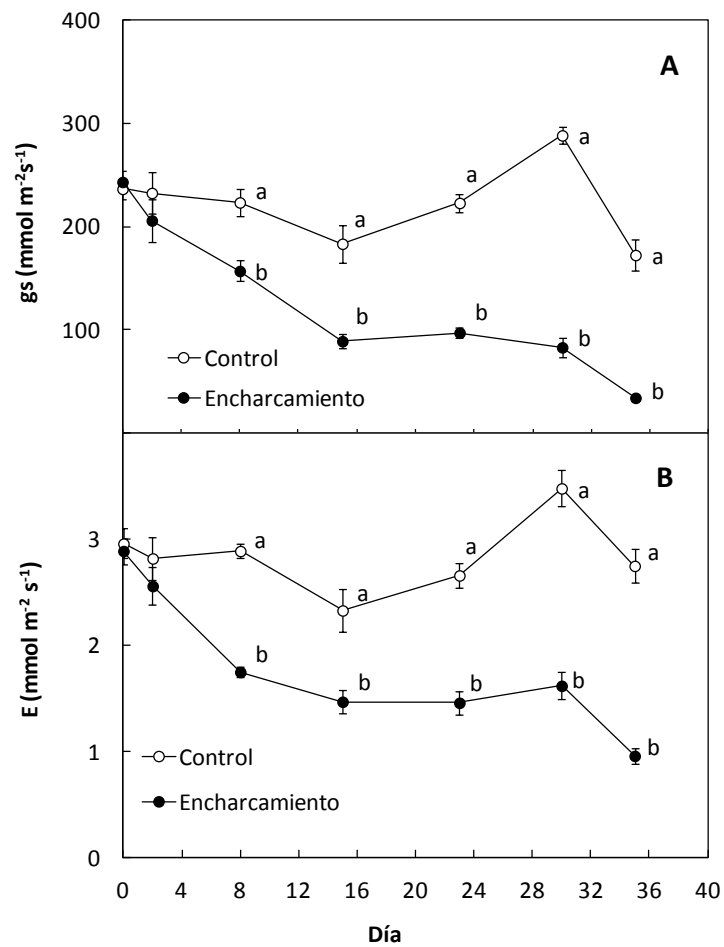 400
A
300
a
a
a
a
a
200
b
gs (mmol m⁻²s⁻¹)
b
b
b
100
b
Control
Encharcamiento
B
a
a
a
a
a
3
2
b
b
b
b
b
1
E (mmol m⁻² s⁻¹)
Control
Encharcamiento
0
0 4 8 12 16 20 24 28 32 36 40
Día